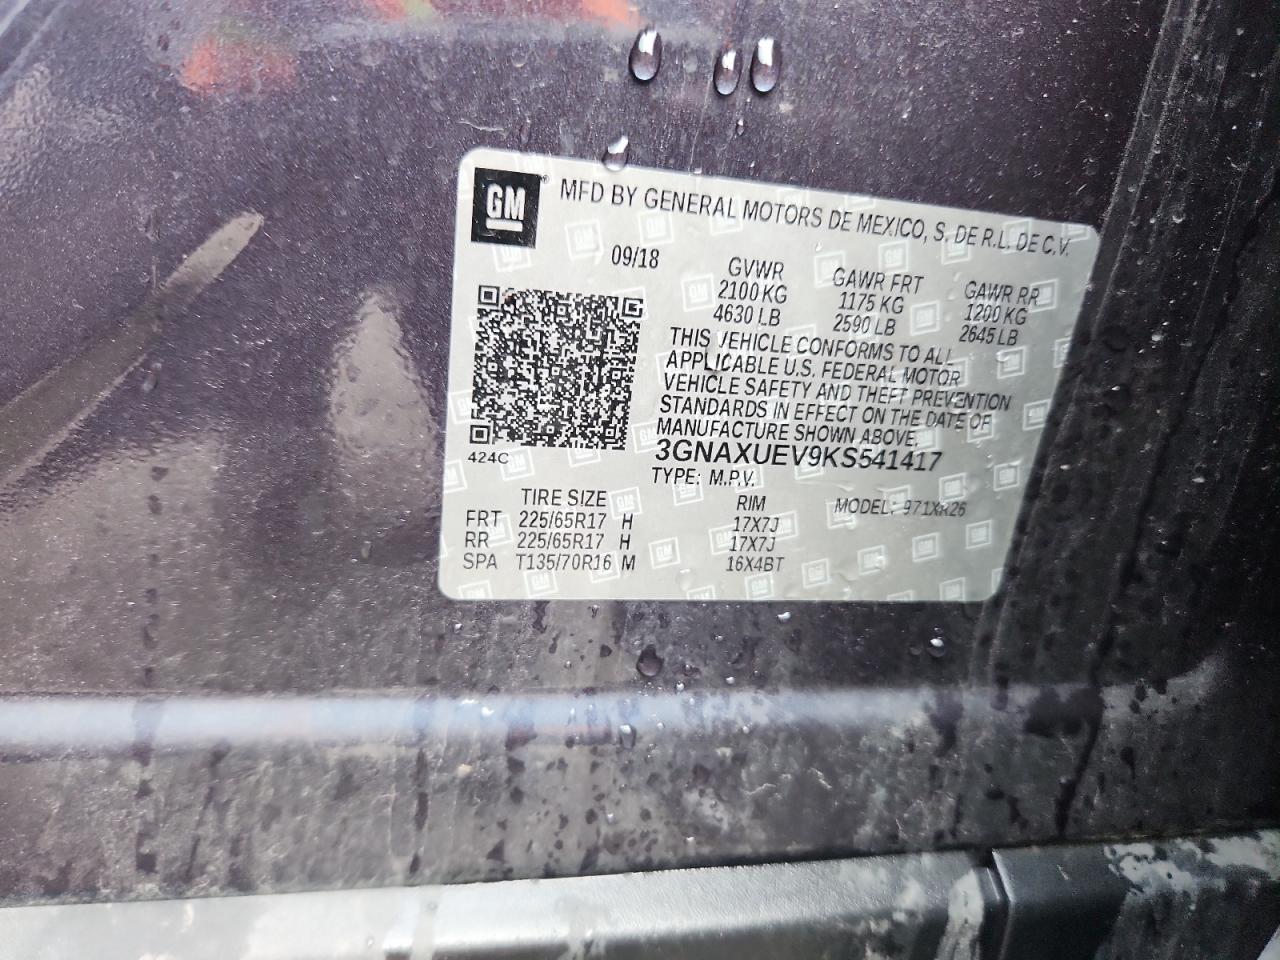 GM
MFD BY GENERAL MOTORS DE MEXICO, S. DE R.L. DE C.V.
09/18
GVWR
2100 KG
4630 LB
GAWR FRT
1175 KG
2590 LB
GAWR RR
1200 KG
2645 LB
THIS VEHICLE CONFORMS TO ALL
APPLICABLE U.S. FEDERAL MOTOR
VEHICLE SAFETY AND THEFT PREVENTION
STANDARDS IN EFFECT ON THE DATE OF
MANUFACTURE SHOWN ABOVE.
424C
3GNAXUEV9KS541417
TYPE: M.P.V.
TIRE SIZE RIM MODEL: 971XR26
FRT 225/65R17 H 17X7J
RR 225/65R17 H 17X7J
SPA T135/70R16 M 16X4BT